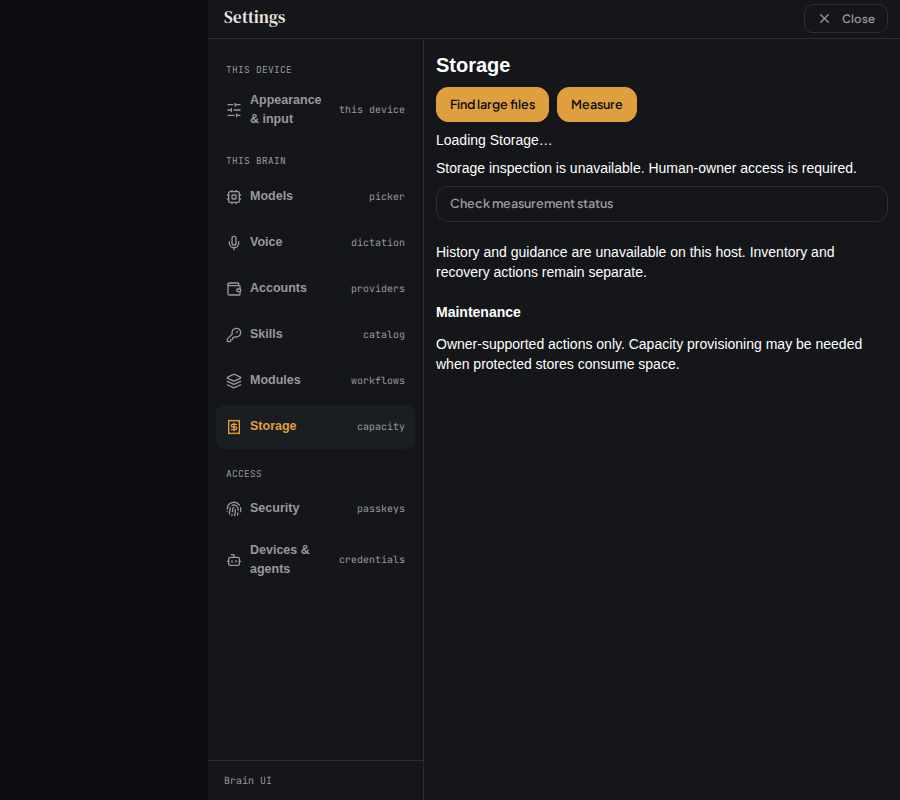 Settings
Close
THIS DEVICE
Appearance & input
this device
THIS BRAIN
Models
picker
Voice
dictation
Accounts
providers
Skills
catalog
Modules
workflows
Storage
capacity
ACCESS
Security
passkeys
Devices & agents
credentials
Brain UI
Storage
Find large files
Measure
Loading Storage…
Storage inspection is unavailable. Human-owner access is required.
Check measurement status
History and guidance are unavailable on this host. Inventory and
recovery actions remain separate.
Maintenance
Owner-supported actions only. Capacity provisioning may be needed
when protected stores consume space.